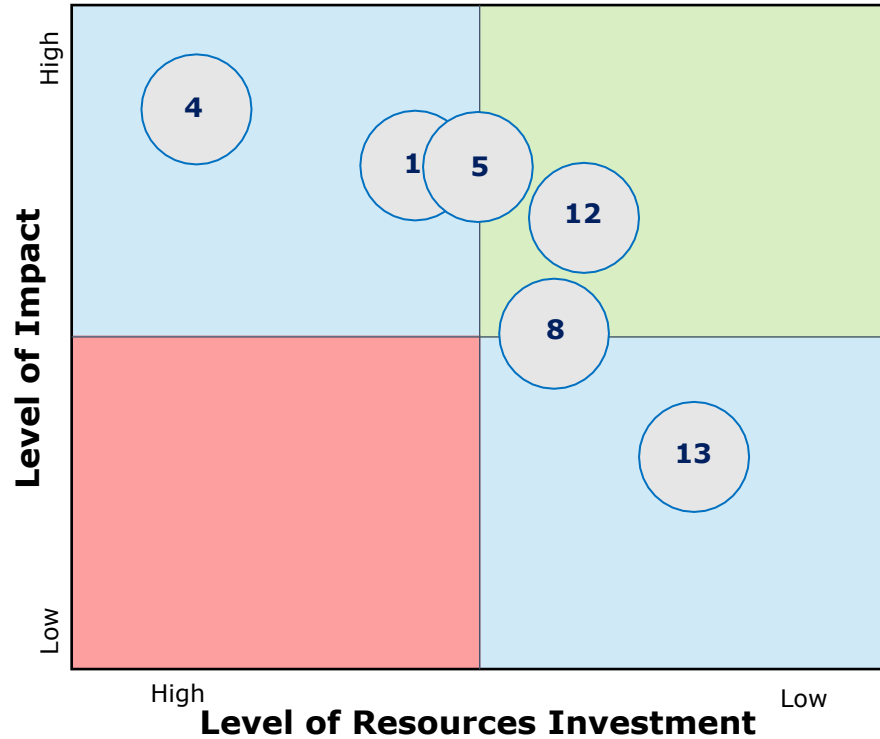 High
4
1
5
12
8
13
Level of Impact
Low
High
Low
Level of Resources Investment